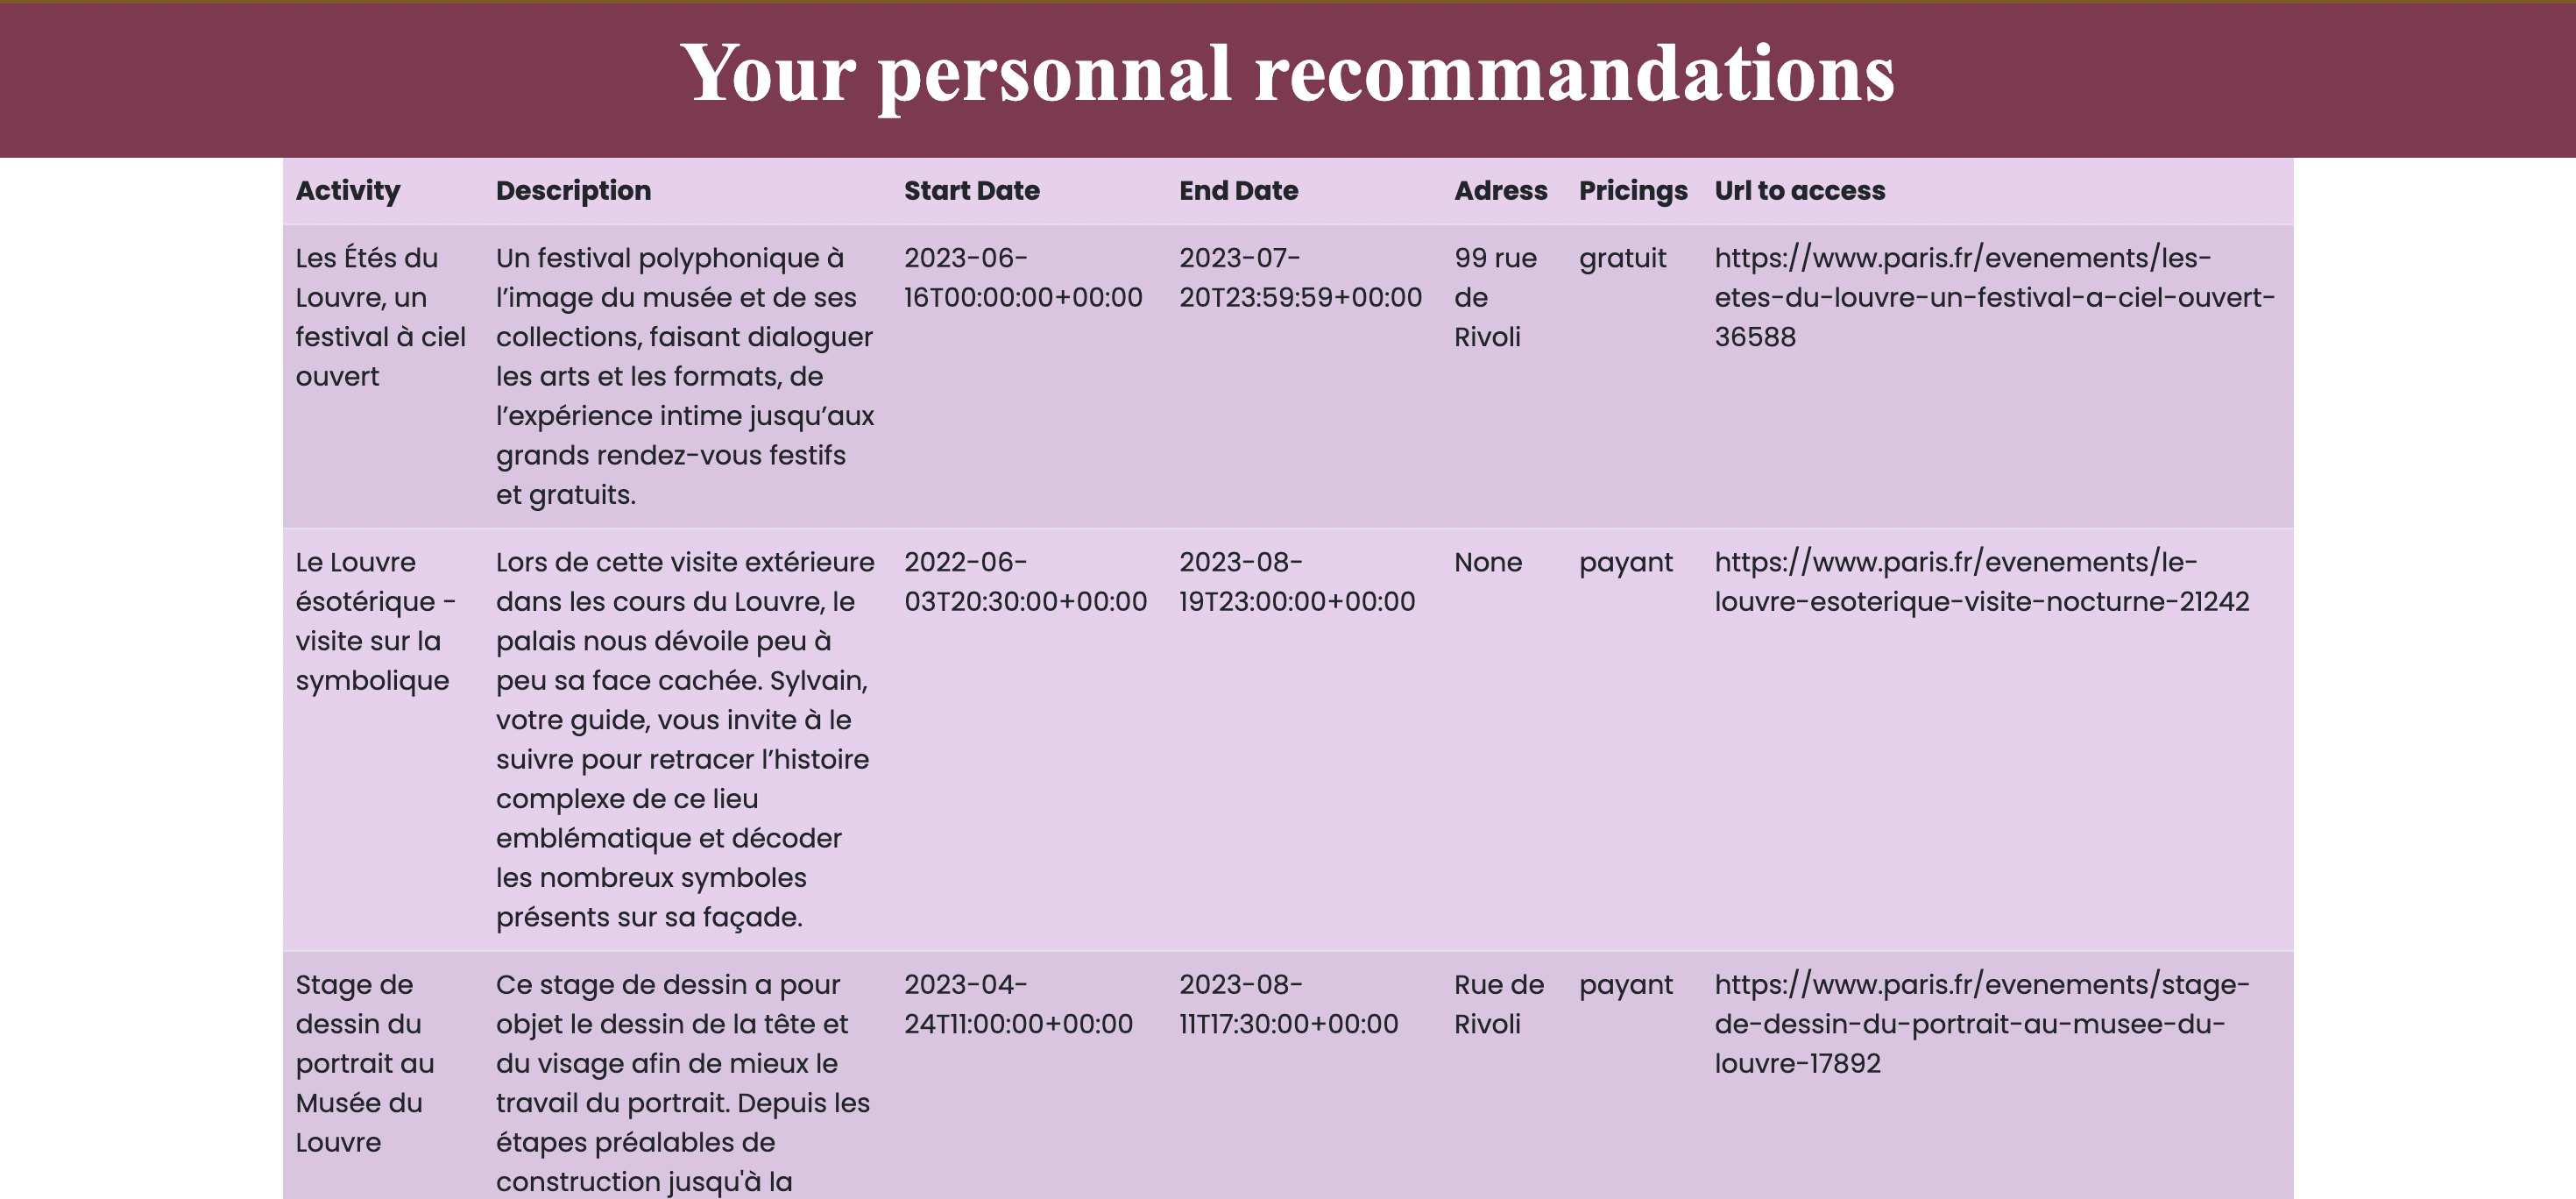 Your personnal recommandations
Activity Description Start Date End Date Adress Pricings Url to access
Les Étés du
Louvre, un
festival à ciel
ouvert
Un festival polyphonique à
l’image du musée et de ses
collections, faisant dialoguer
les arts et les formats, de
l’expérience intime jusqu’aux
grands rendez-vous festifs
et gratuits.
2023-06-
16T00:00:00+00:00
2023-07-
20T23:59:59+00:00
99 rue
de
Rivoli
gratuit
https://www.paris.fr/evenements/les-
etes-du-louvre-un-festival-a-ciel-ouvert-
36588
Le Louvre
ésotérique -
visite sur la
symbolique
Lors de cette visite extérieure
dans les cours du Louvre, le
palais nous dévoile peu à
peu sa face cachée. Sylvain,
votre guide, vous invite à le
suivre pour retracer l’histoire
complexe de ce lieu
emblématique et décoder
les nombreux symboles
présents sur sa façade.
2022-06-
03T20:30:00+00:00
2023-08-
19T23:00:00+00:00
None
payant
https://www.paris.fr/evenements/le-
louvre-esoterique-visite-nocturne-21242
Stage de
dessin du
portrait au
Musée du
Louvre
Ce stage de dessin a pour
objet le dessin de la tête et
du visage afin de mieux le
travail du portrait. Depuis les
étapes préalables de
construction jusqu'à la
2023-04-
24T11:00:00+00:00
2023-08-
11T17:30:00+00:00
Rue de
Rivoli
payant
https://www.paris.fr/evenements/stage-
de-dessin-du-portrait-au-musee-du-
louvre-17892